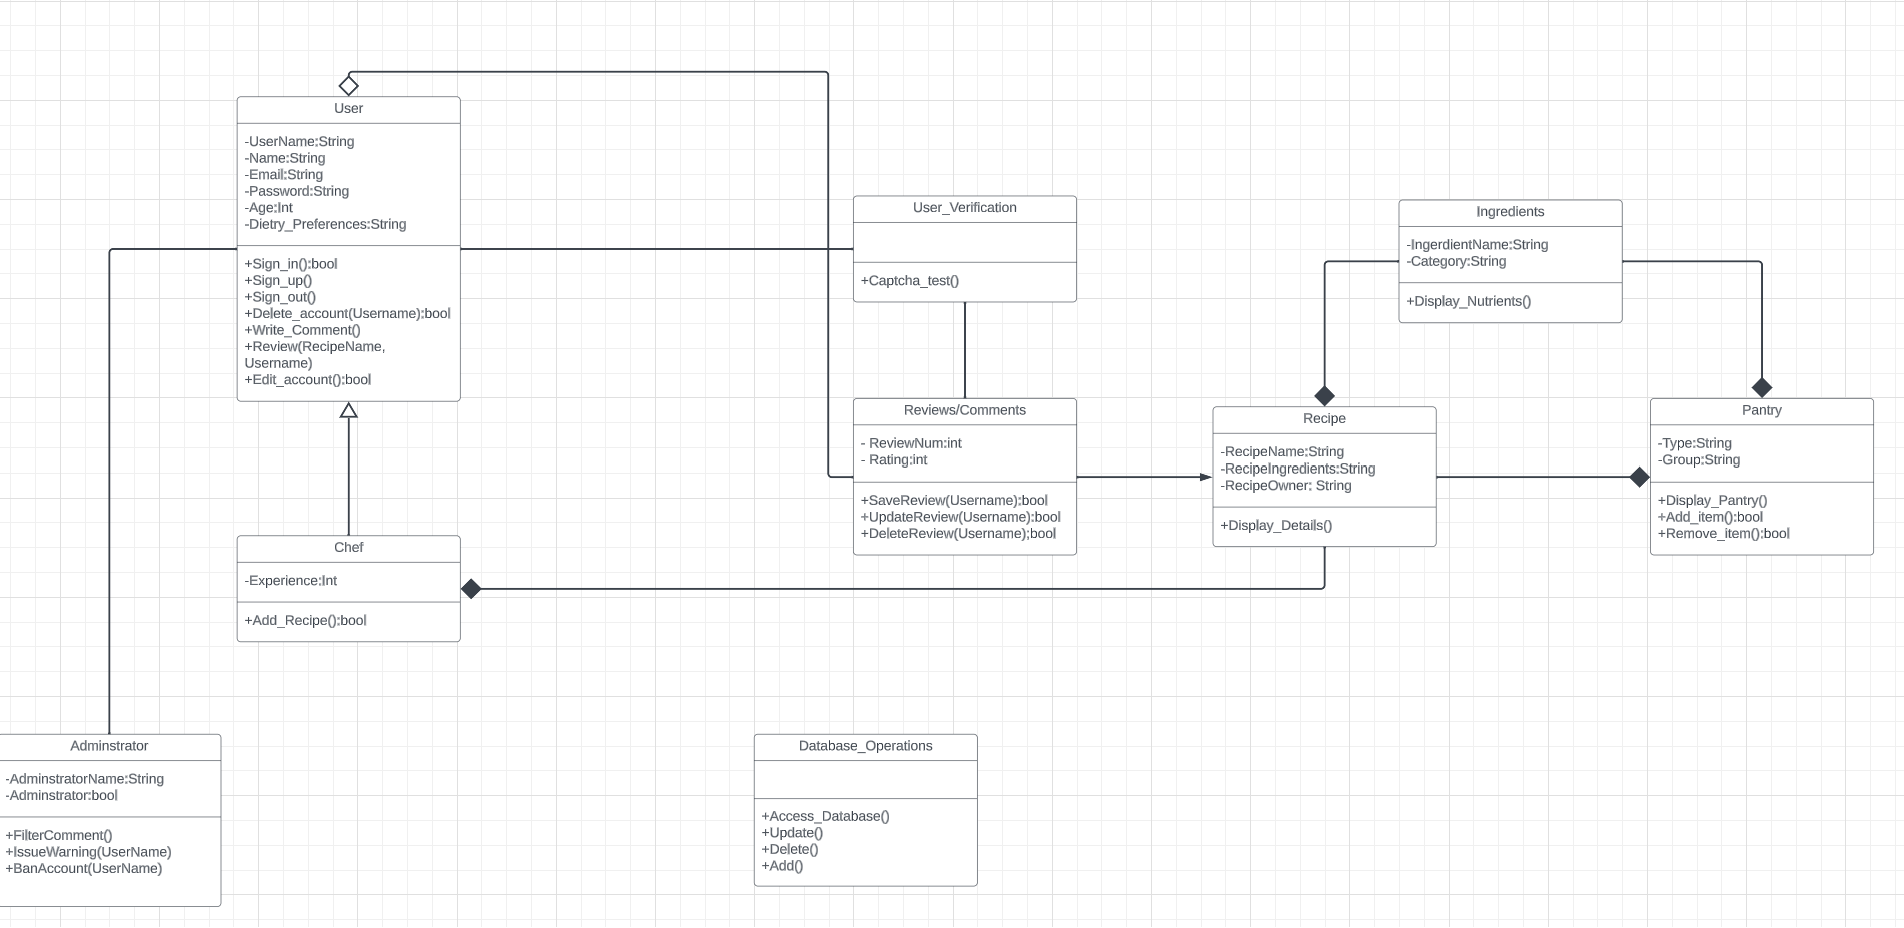 User
-UserName:String
-Name:String
-Email:String
-Password:String
-Age:Int
-Dietry_Preferences:String
+Sign_in():bool
+Sign_up()
+Sign_out()
+Delete_account(Username):bool
+Write_Comment()
+Review(RecipeName,
Username)
+Edit_account():bool
User_Verification
+Captcha_test()
Ingredients
-IngerdientName:String
-Category:String
+Display_Nutrients()
Reviews/Comments
- ReviewNum:int
- Rating:int
+SaveReview(Username):bool
+UpdateReview(Username):bool
+DeleteReview(Username);bool
Recipe
-RecipeName:String
-RecipeIngredients:String
-RecipeOwner: String
+Display_Details()
Pantry
-Type:String
-Group:String
+Display_Pantry()
+Add_item():bool
+Remove_item():bool
Chef
-Experience:Int
+Add_Recipe():bool
Adminstrator
-AdminstratorName:String
-Adminstrator:bool
+FilterComment()
+IssueWarning(UserName)
+BanAccount(UserName)
Database_Operations
+Access_Database()
+Update()
+Delete()
+Add()